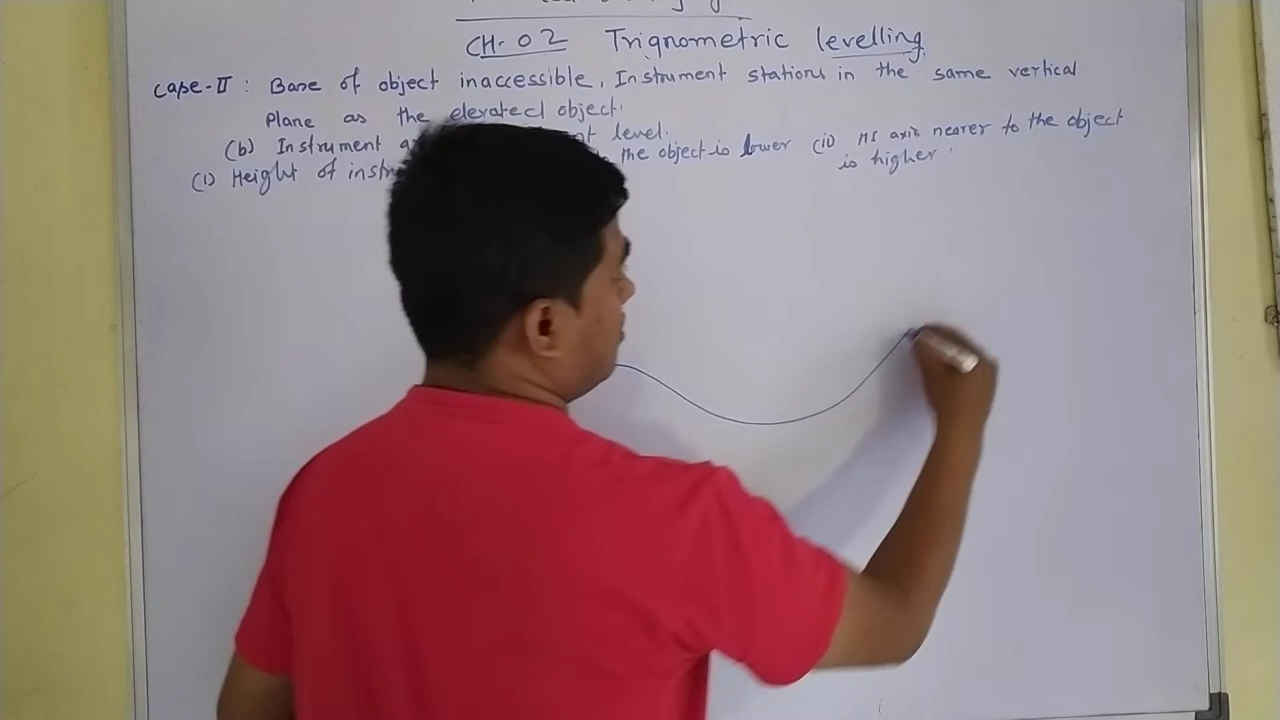 CH-02 Trignometric levelling
Case-II : Base of object inaccessible, Instrument stations in the same vertical
Plane as the elevated object.
(b) Instrument level.
(1) Height of the object is lower (ii) HI axis nearer to the object
is higher.